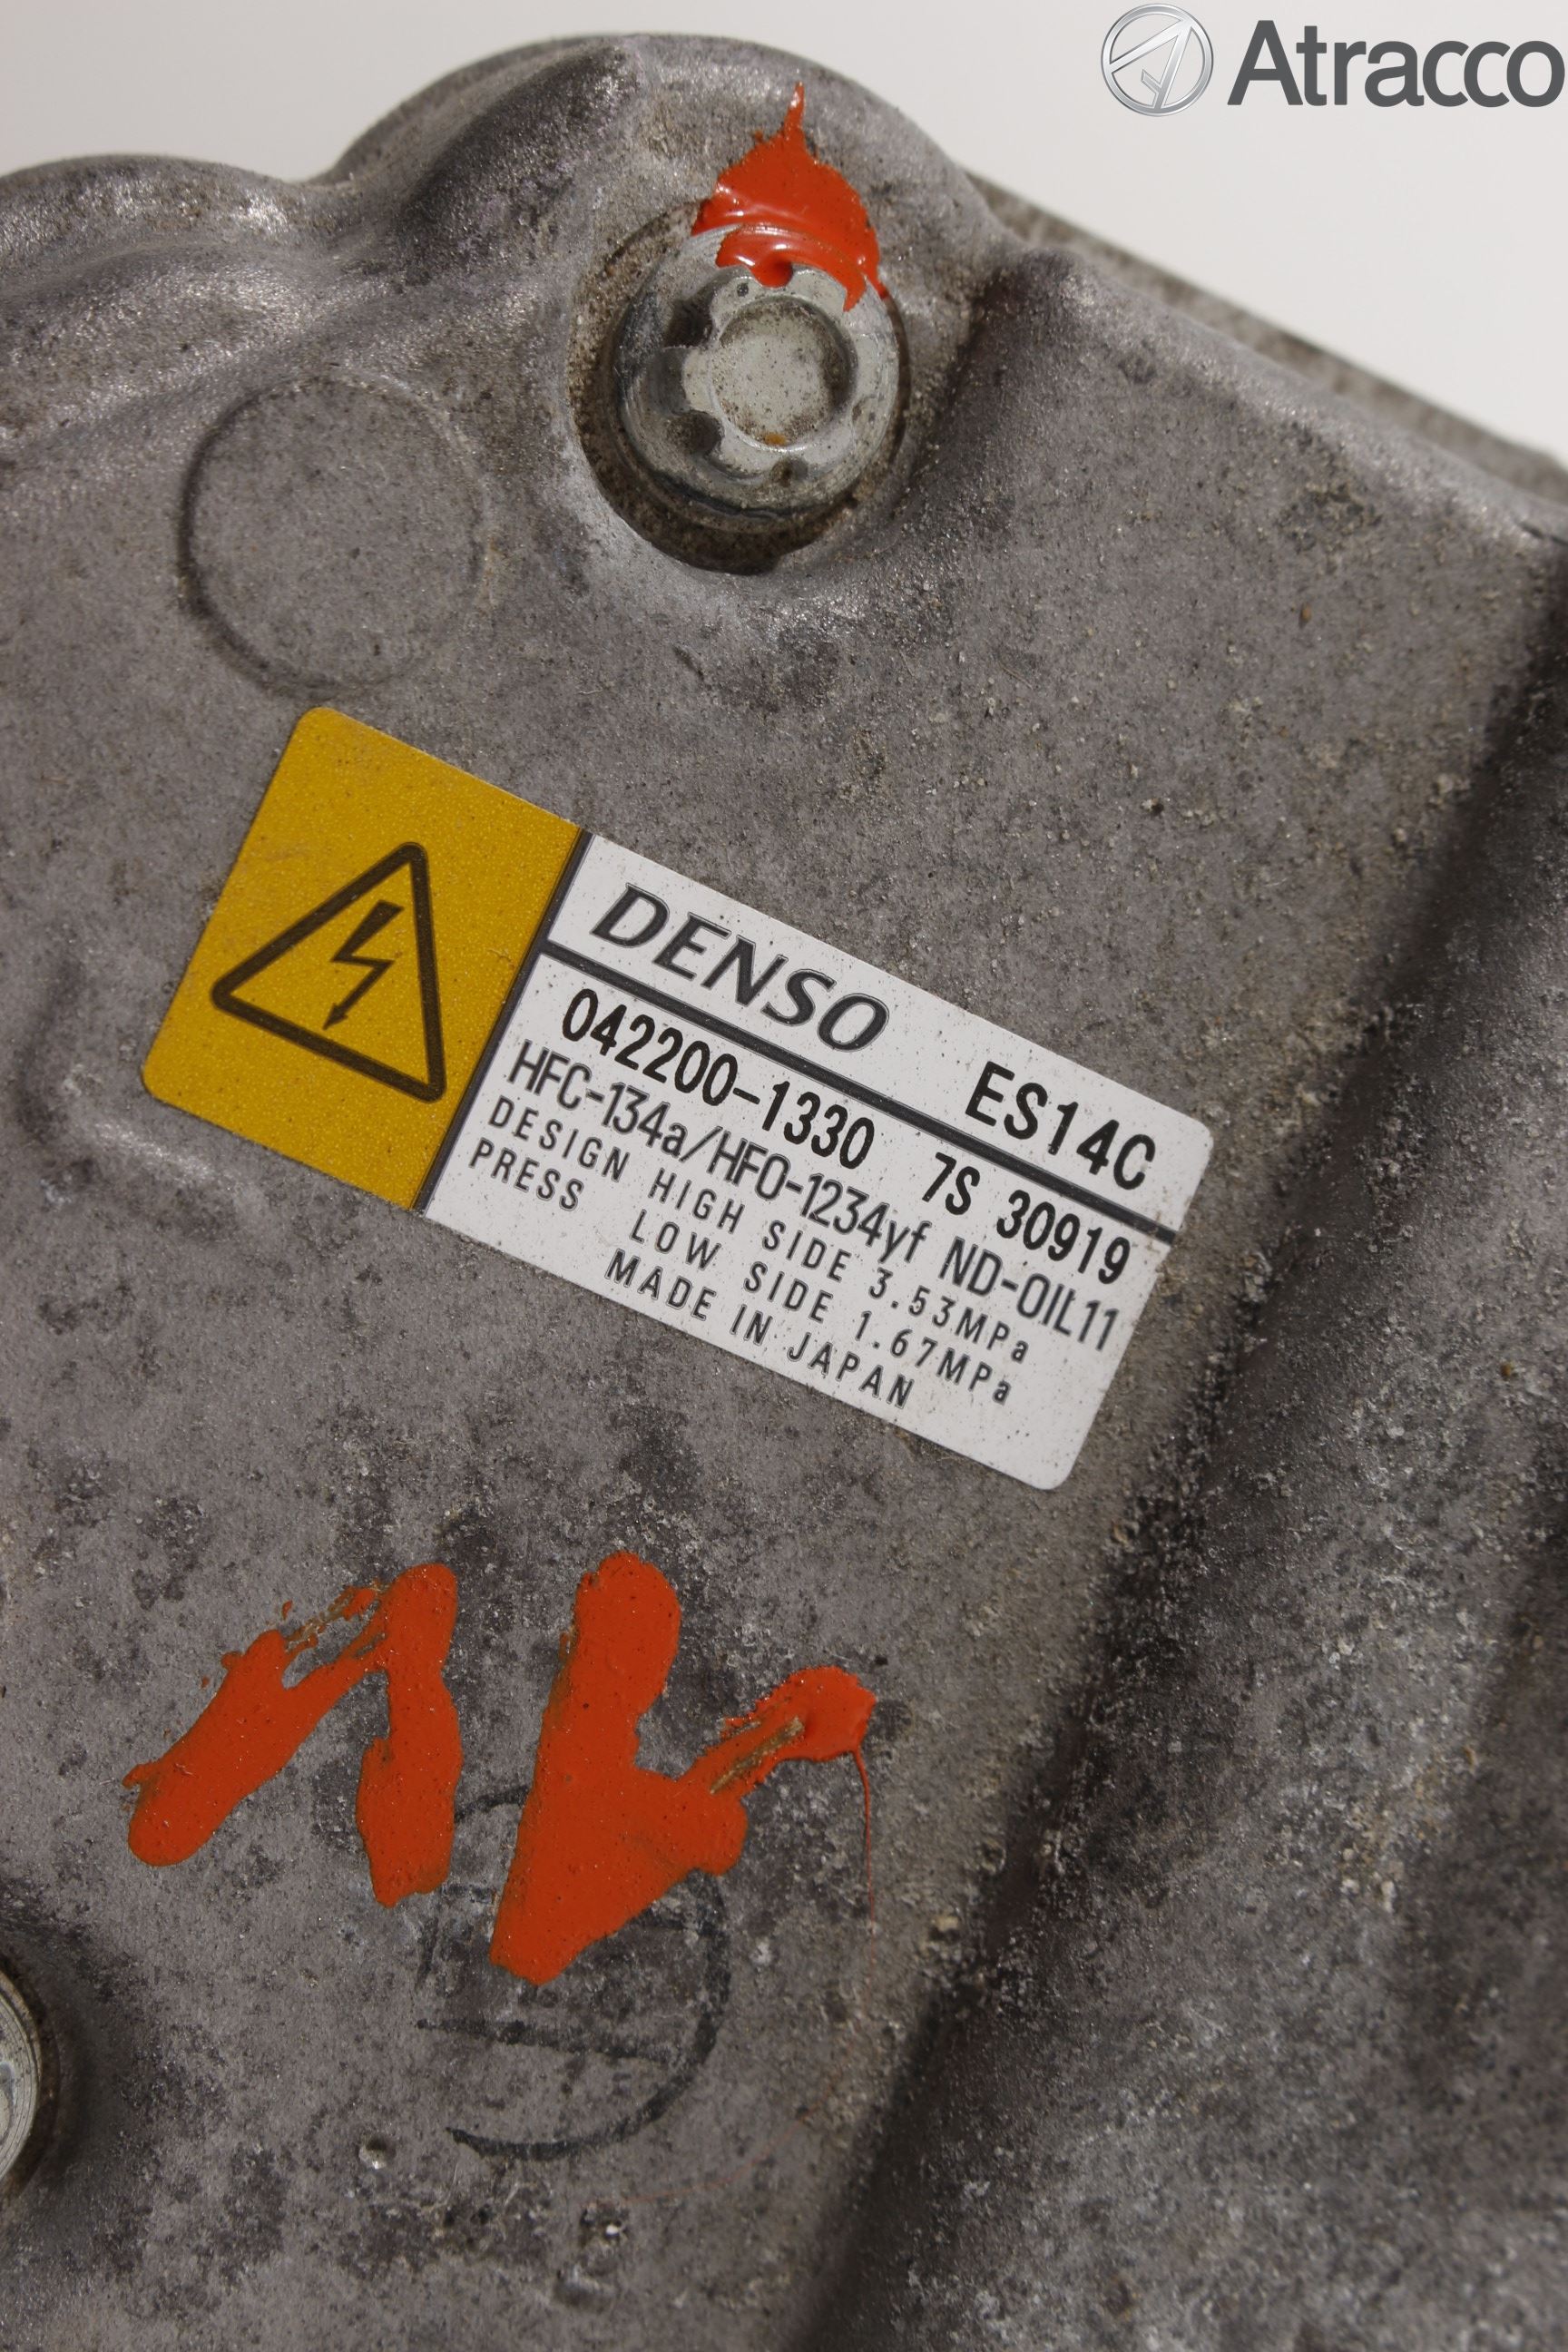 Atracco
DENSO ES14C
042200-1330 7S 30919
HFC-134a/HFO-1234yf ND-OIL11
DESIGN HIGH SIDE 3.53MPa
PRESS LOW SIDE 1.67MPa
MADE IN JAPAN